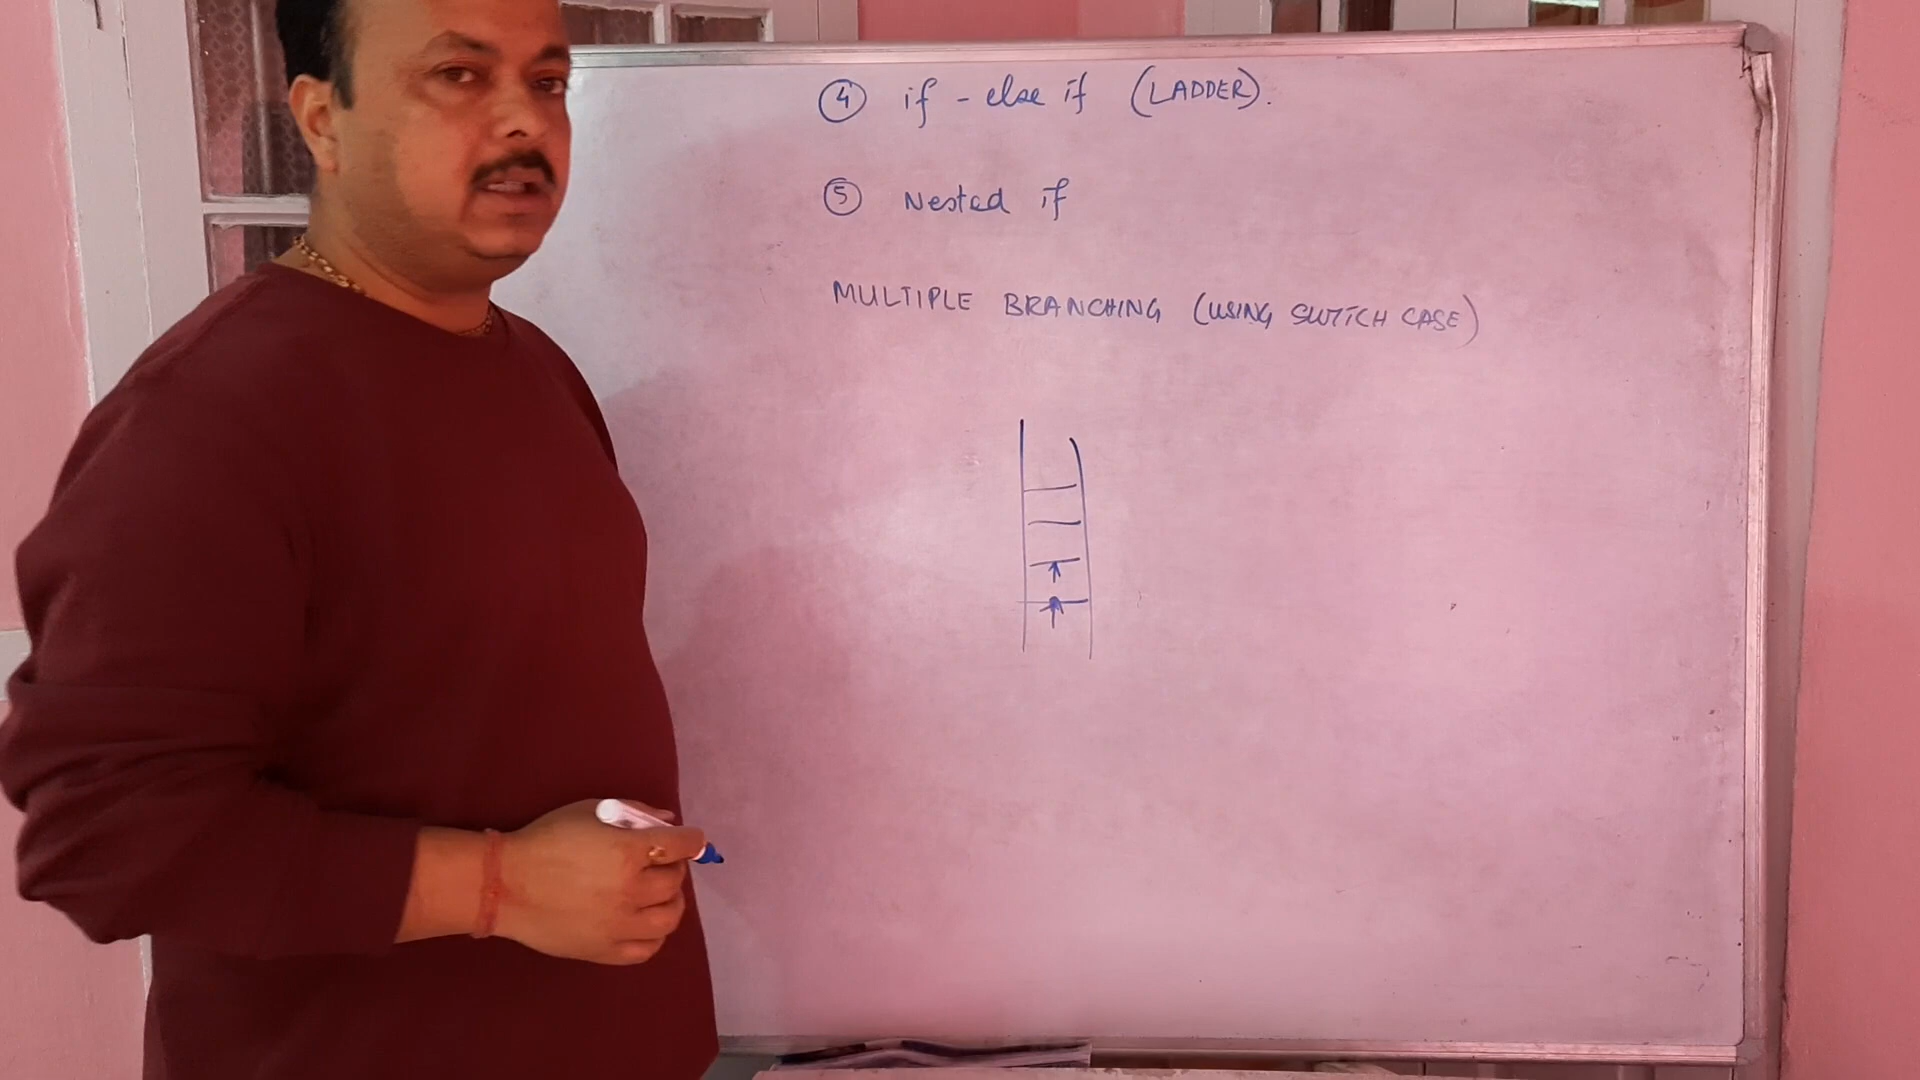 ④ if - else if (LADDER).
⑤ Nested if
MULTIPLE BRANCHING (USING SWITCH CASE)